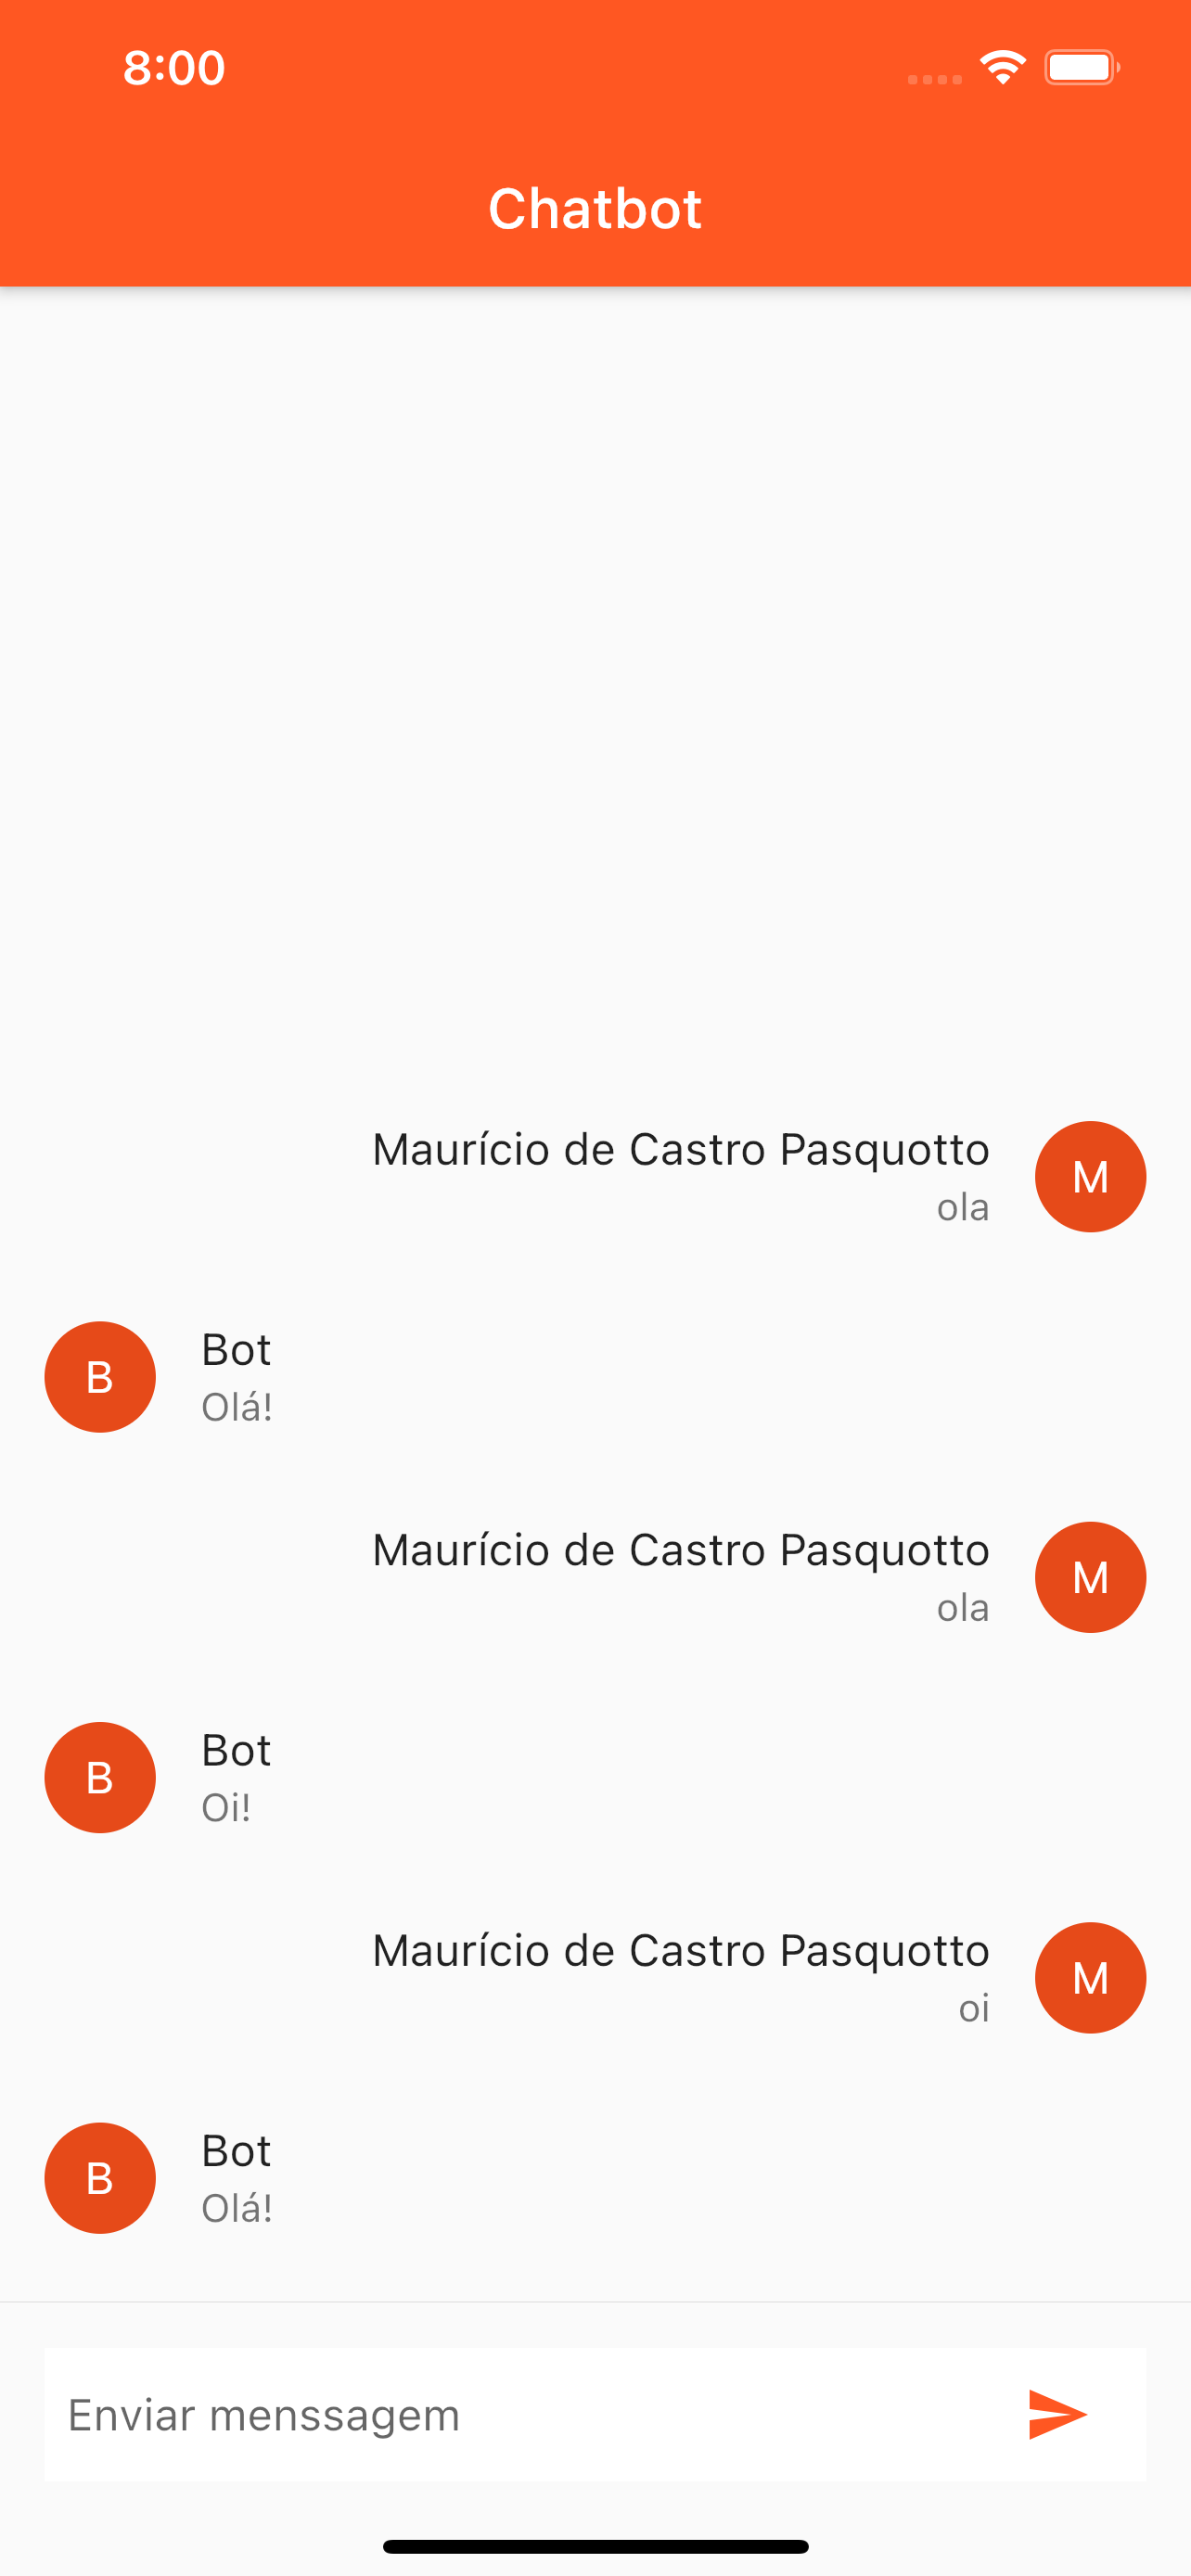 8:00
Chatbot
Maurício de Castro Pasquotto
ola
M
B
Bot
Olá!
Maurício de Castro Pasquotto
ola
M
B
Bot
Oi!
Maurício de Castro Pasquotto
oi
M
B
Bot
Olá!
Enviar menssagem